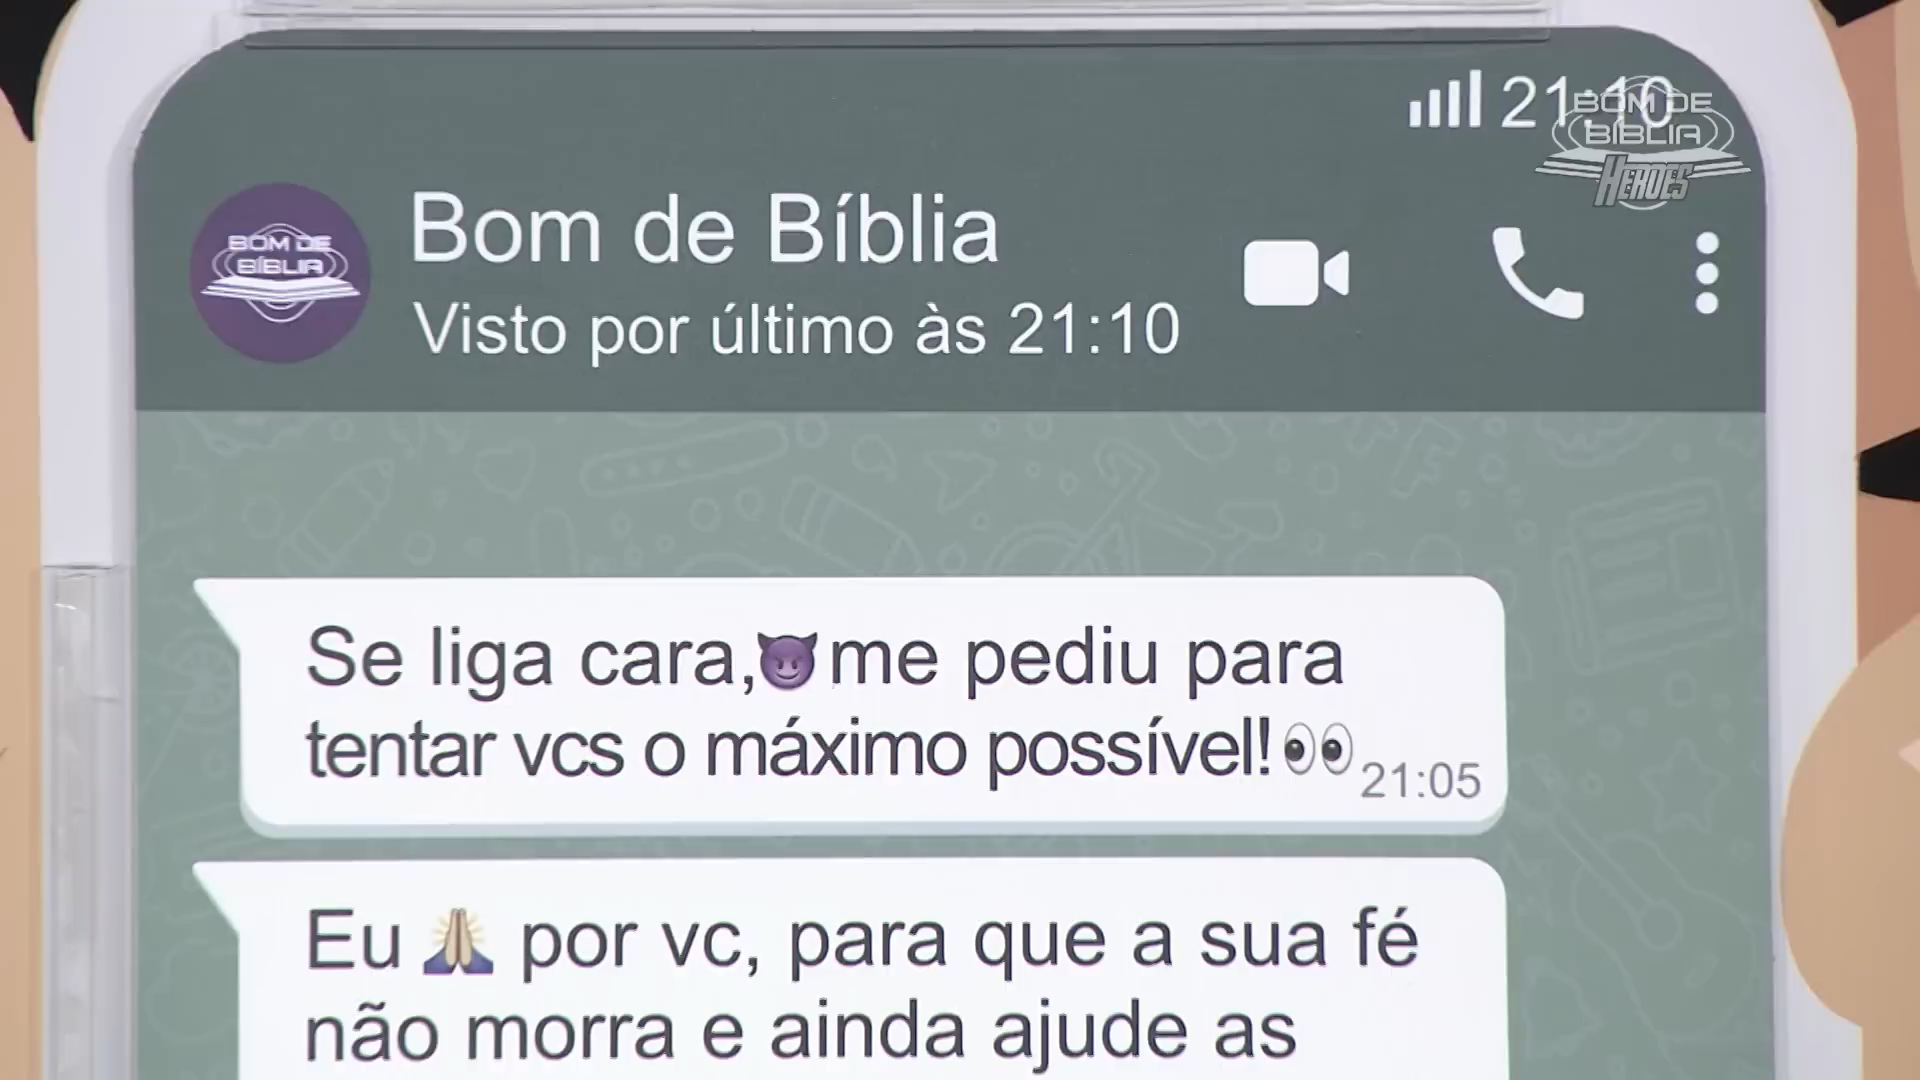 21:10
BOM DE
BÍBLIA
HEROES
BOM DE
BÍBLIA
Bom de Bíblia
Visto por último às 21:10
Se liga cara,😈me pediu para
tentar vcs o máximo possível!👀 21:05
Eu 🙏 por vc, para que a sua fé
não morra e ainda ajude as